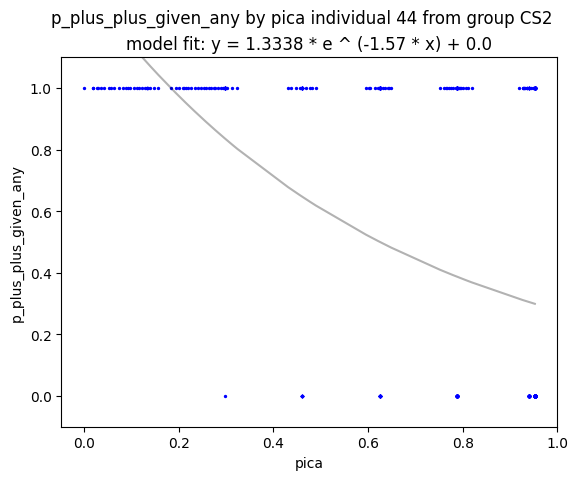 p_plus_plus_given_any by pica individual 44 from group CS2
model fit: y = 1.3338 * e ^ (-1.57 * x) + 0.0
p_plus_plus_given_any
1.0
0.8
0.6
0.4
0.2
0.0
0.0 0.2 0.4 0.6 0.8 1.0
pica